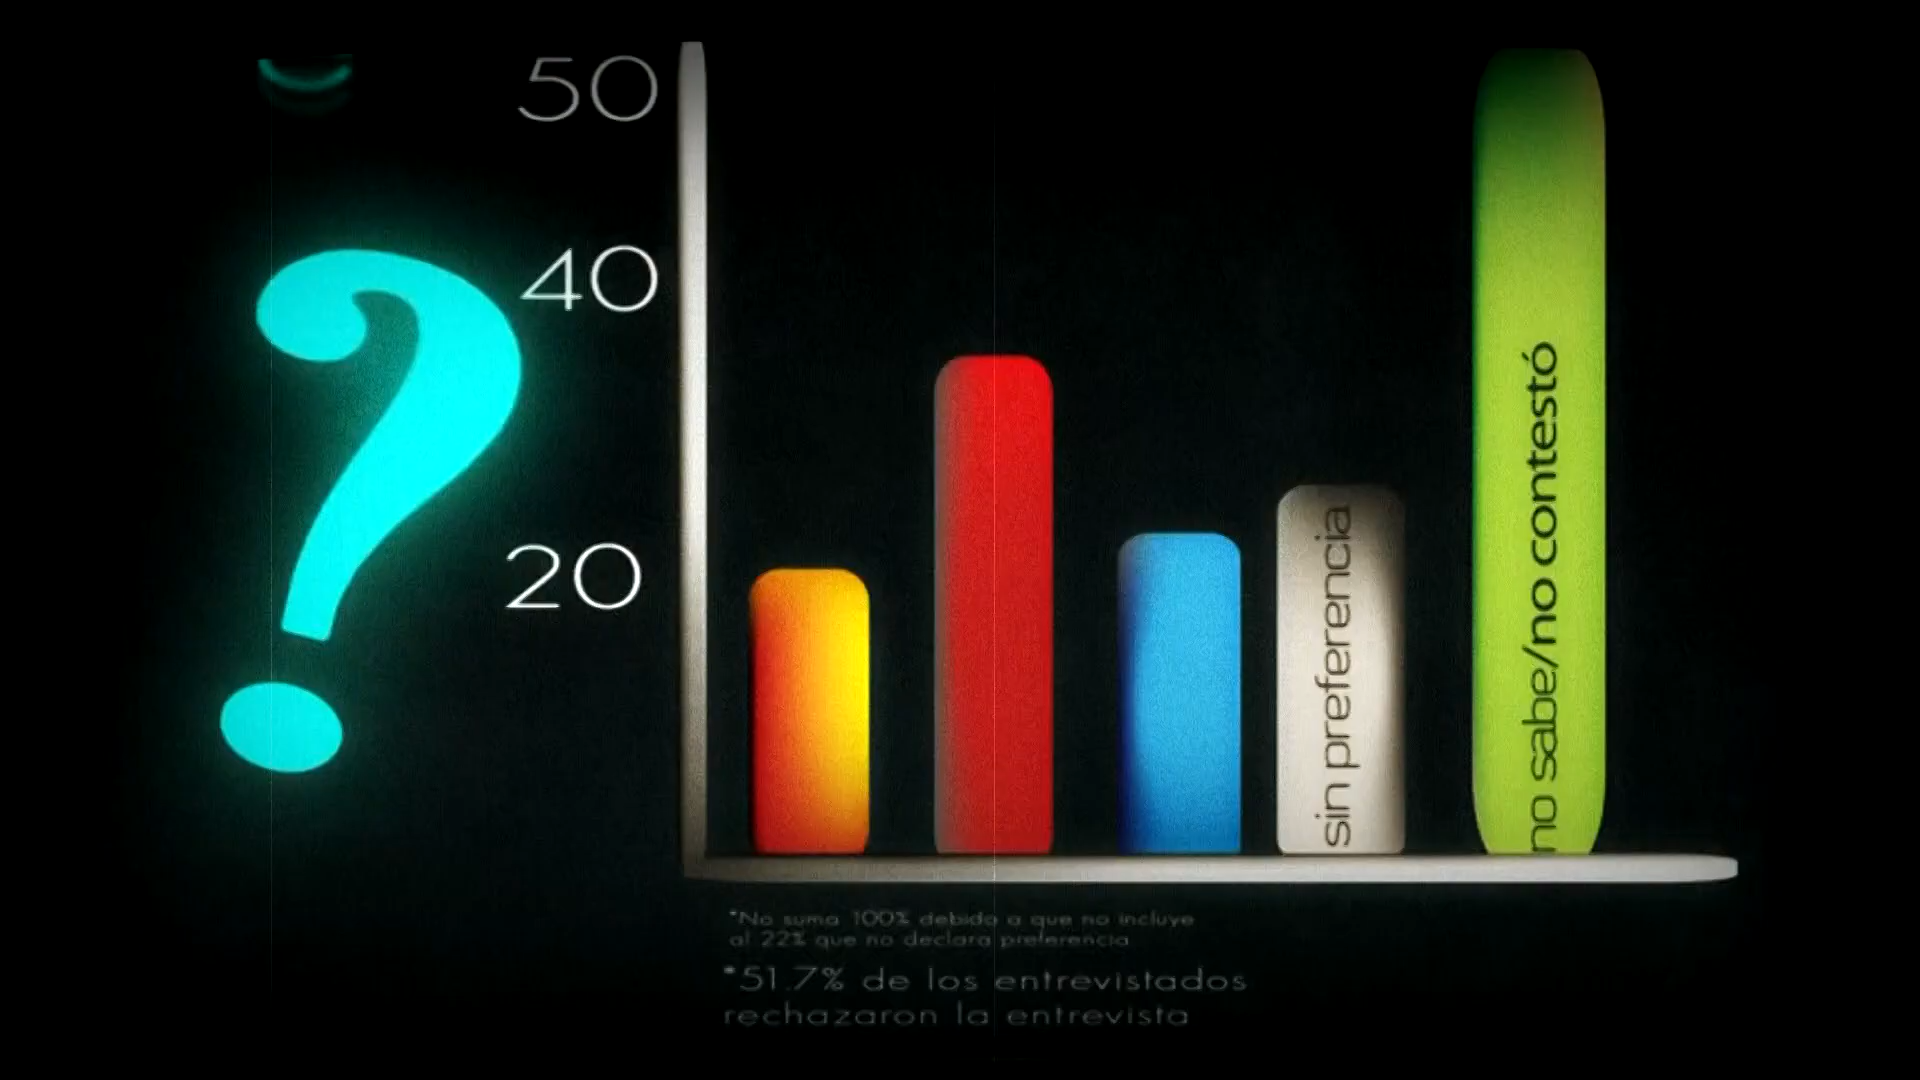 50
40
20
?
sin preferencia
no sabe/no contestó
*No suma 100% debido a que no incluye
al 22% que no declara preferencia
*51.7% de los entrevistados
rechazaron la entrevista